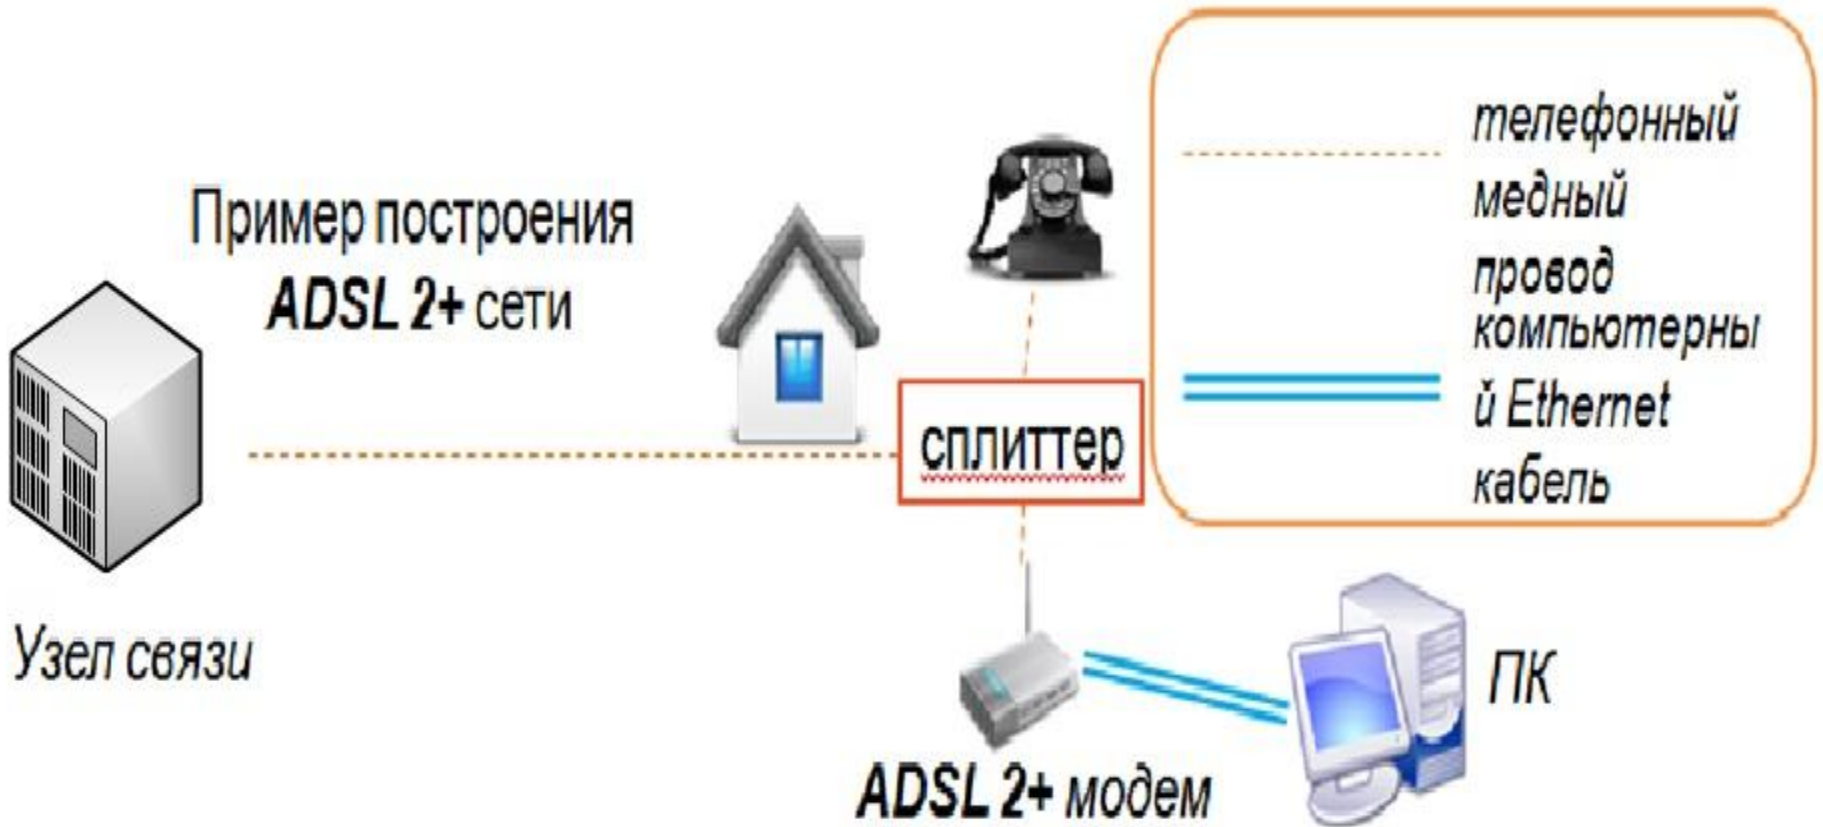 Пример построения
ADSL 2+ сети
Узел связи
сплиттер
ADSL 2+ модем
ПК
телефонный
медный
провод
компьютерны
й Ethernet
кабель